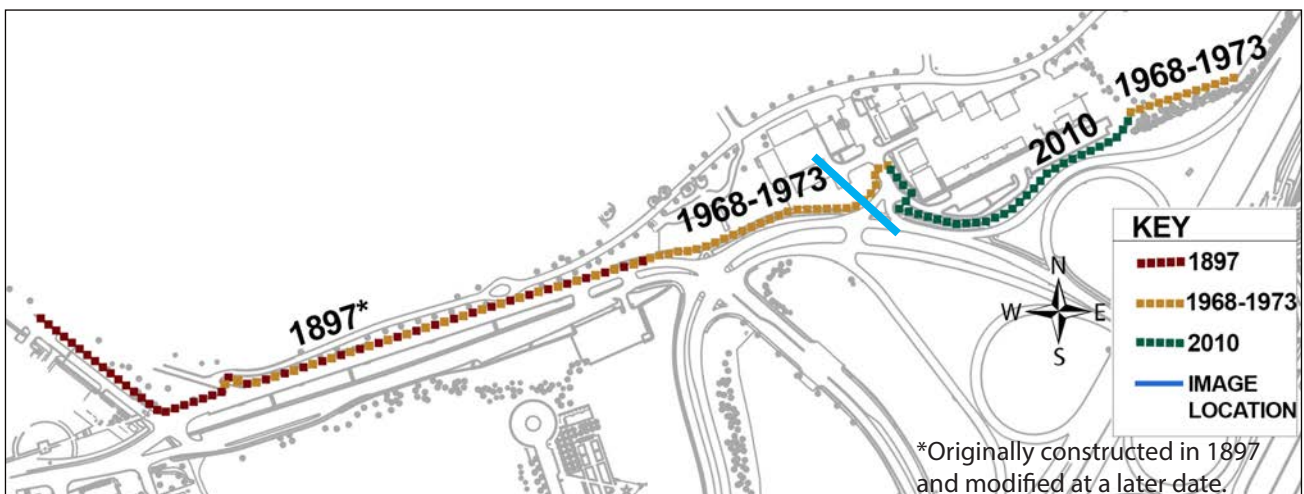 1968-1973
2010
1968-1973
1897*
KEY
1897
1968-1973
2010
IMAGE
LOCATION
N
W E
S
*Originally constructed in 1897
and modified at a later date.